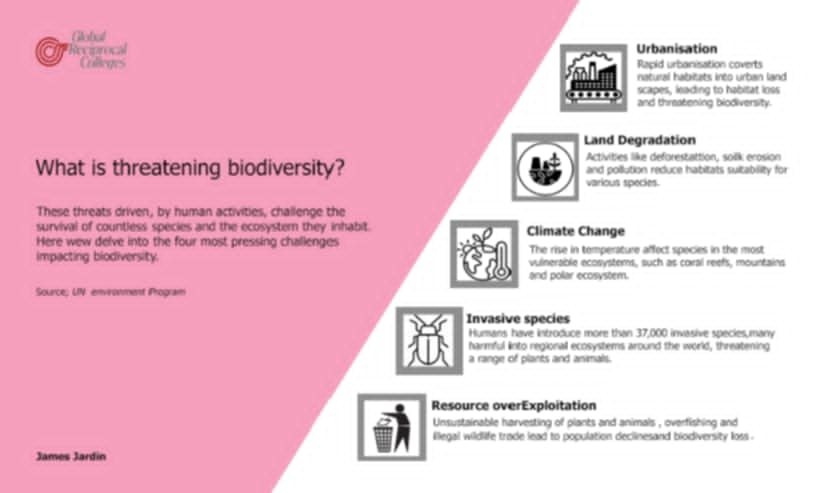 Global
Reciprocal
Colleges
What is threatening biodiversity?
These threats driven, by human activities, challenge the
survival of countless species and the ecosystem they inhabit.
Here wew delve into the four most pressing challenges
impacting biodiversity.
Source; UN environment Program
James Jardin
Urbanisation
Rapid urbanisation coverts
natural habitats into urban land
scapes, leading to habitat loss
and threatening biodiversity.
Land Degradation
Activities like deforestattion, soilk erosion
and pollution reduce habitats suitability for
various species.
Climate Change
The rise in temperature affect species in the most
vulnerable ecosystems, such as coral reefs, mountains
and polar ecosystem.
Invasive species
Humans have introduce more than 37,000 invasive species,many
harmful into regional ecosystems around the world, threatening
a range of plants and animals.
Resource overExploitation
Unsustainable harvesting of plants and animals , overfishing and
illegal wildlife trade lead to population declinesand biodiversity loss.